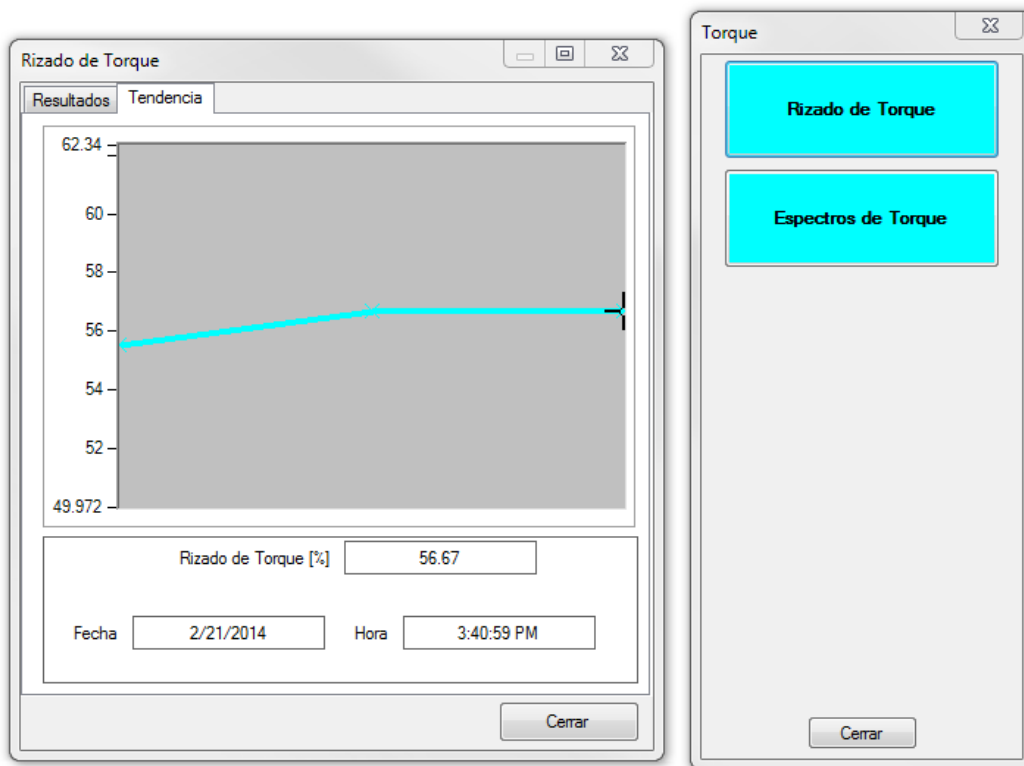 Rizado de Torque
Resultados
Tendencia
62.34
60
58
56
54
52
49.972
Rizado de Torque [%]
56.67
Fecha
2/21/2014
Hora
3:40:59 PM
Cerrar
Torque
Rizado de Torque
Espectros de Torque
Cerrar